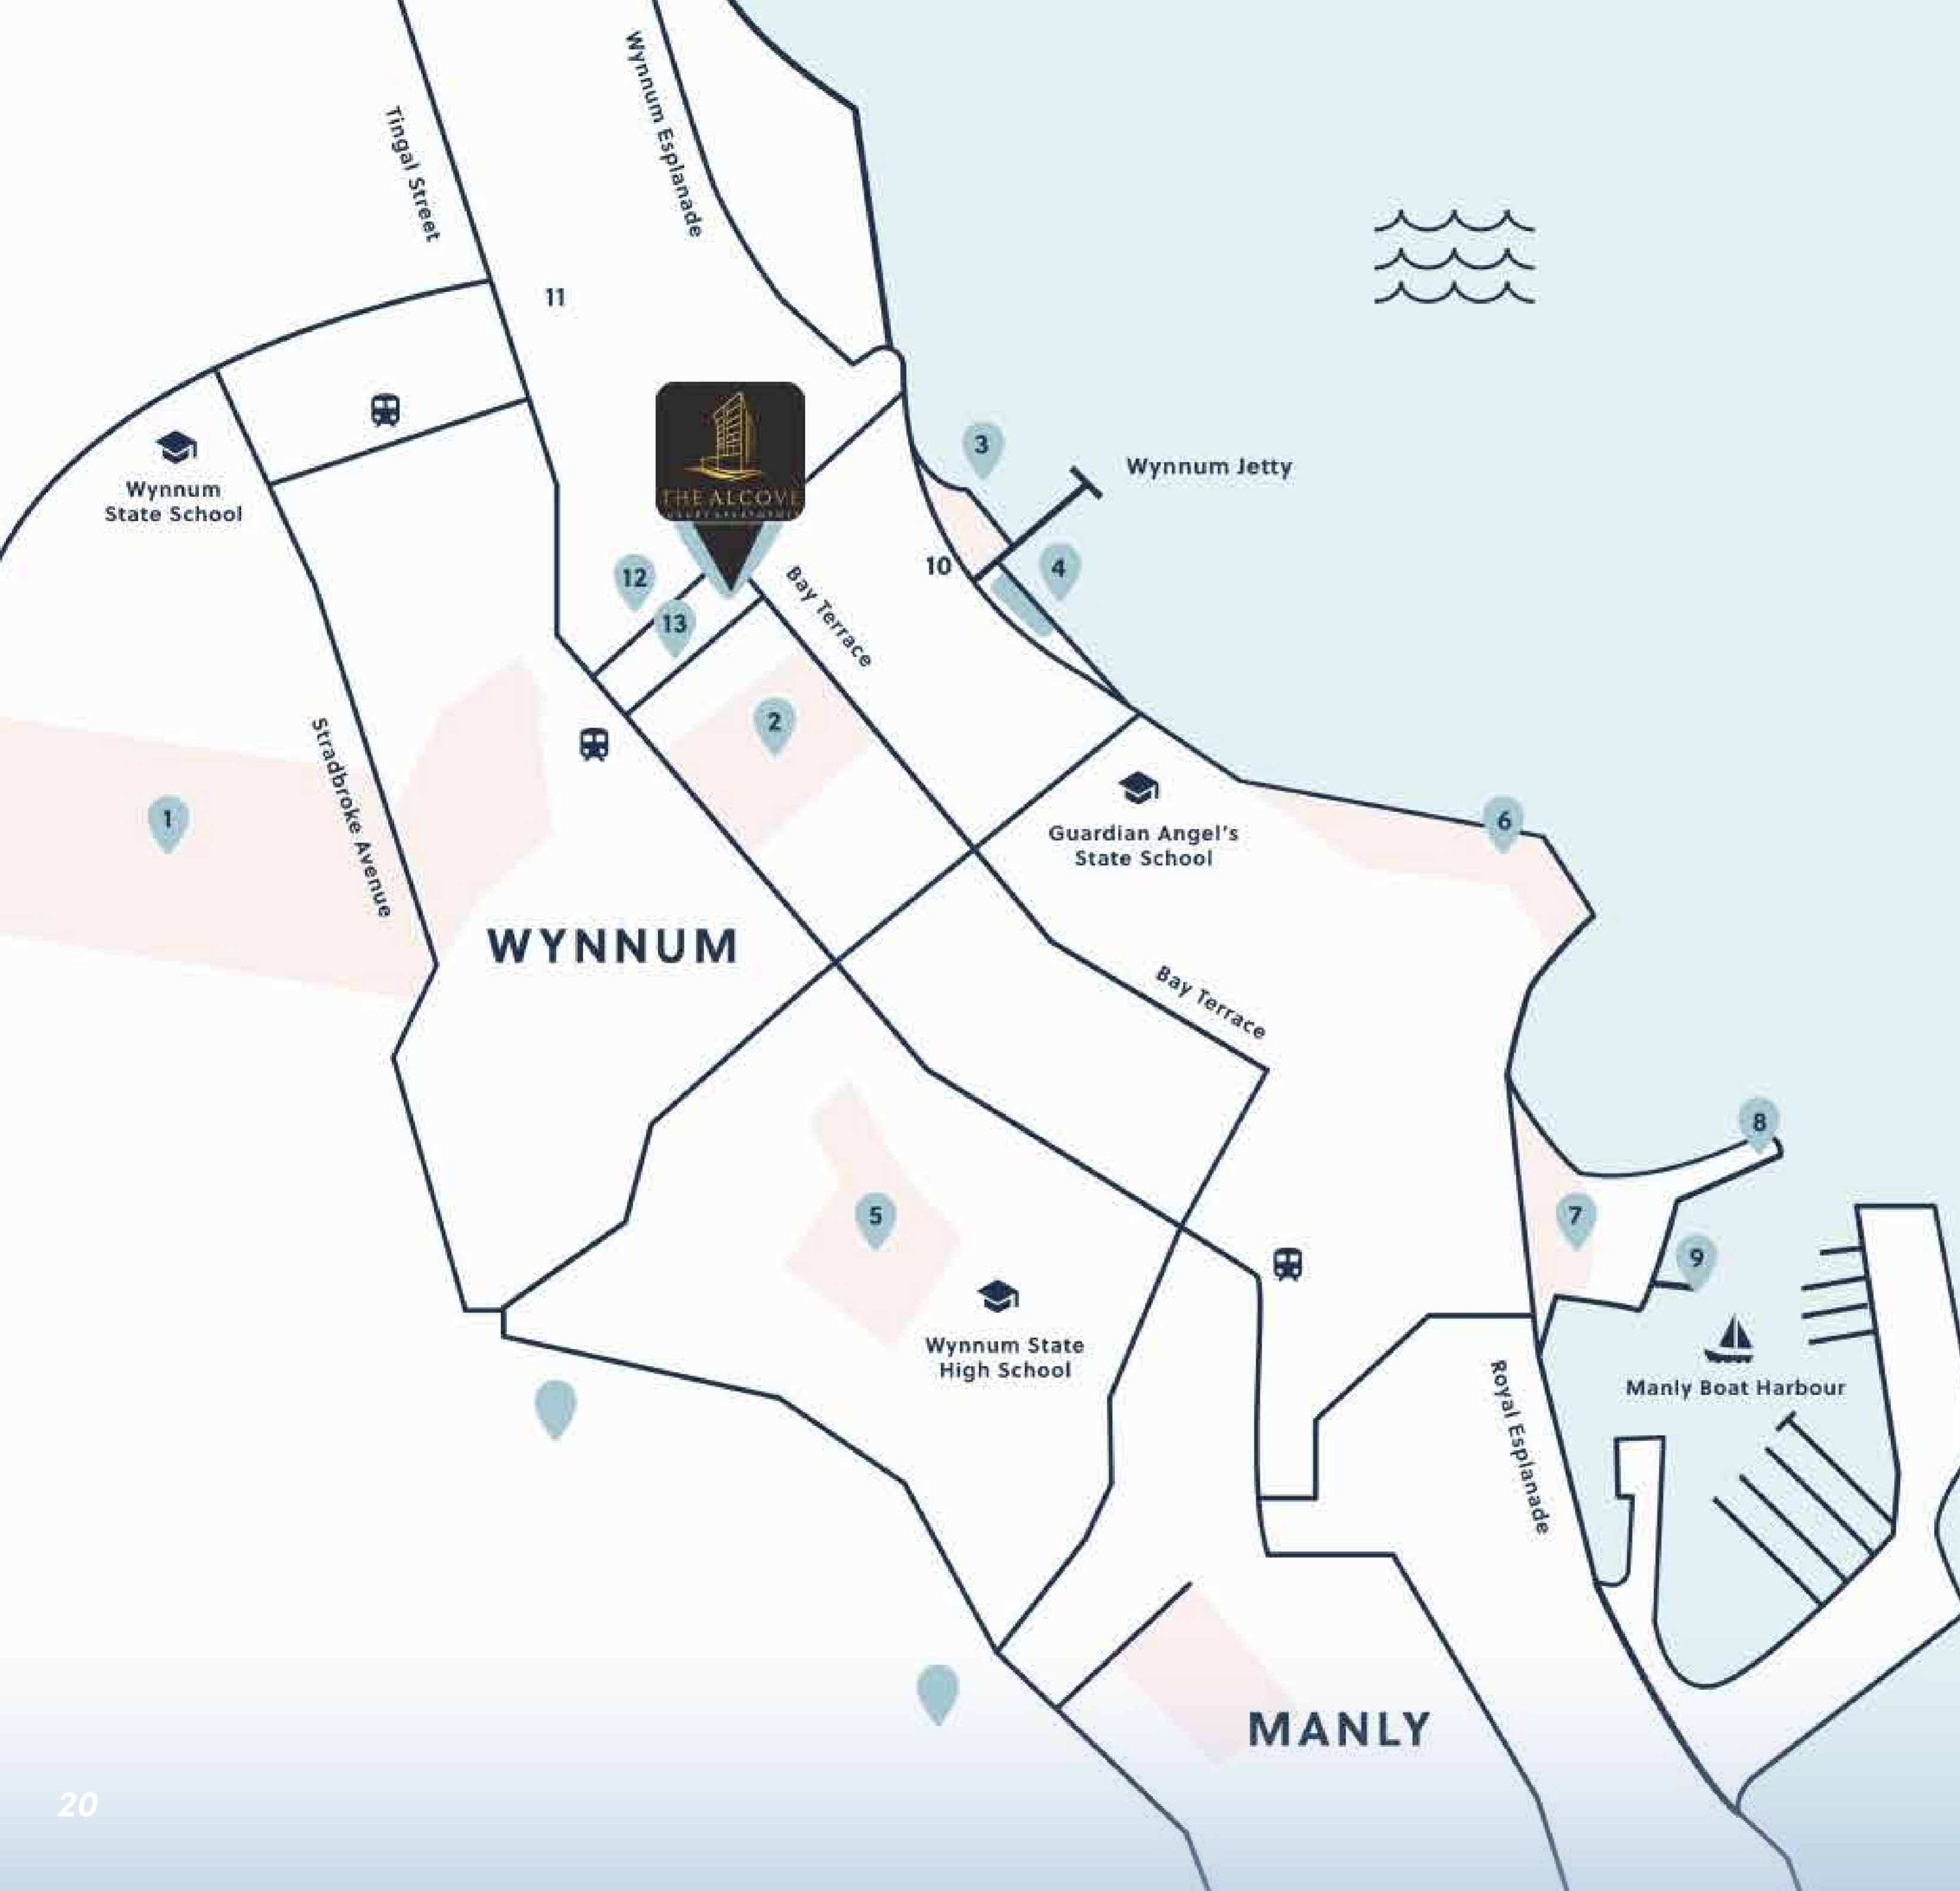 Wynnum Esplanade
Tingal Street
11
3
Wynnum Jetty
Wynnum
State School
THE ALCOVE
10
4
12
13
Bay Terrace
2
Stradbroke Avenue
1
Guardian Angel's
State School
6
WYNNUM
Bay Terrace
8
5
7
9
Wynnum State
High School
Manly Boat Harbour
Royal Esplanade
MANLY
20